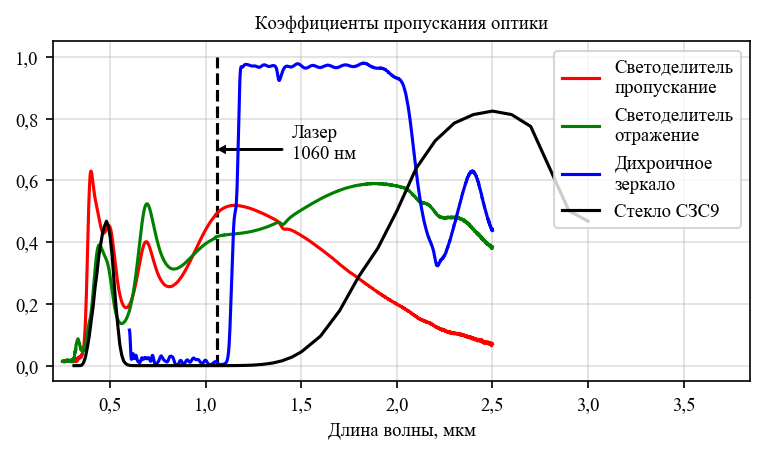 Коэффициенты пропускания оптики
1,0
0,8
0,6
0,4
0,2
0,0
Лазер
1060 нм
Светоделитель
пропускание
Светоделитель
отражение
Дихроичное
зеркало
Стекло СЗС9
0,5 1,0 1,5 2,0 2,5 3,0 3,5
Длина волны, мкм